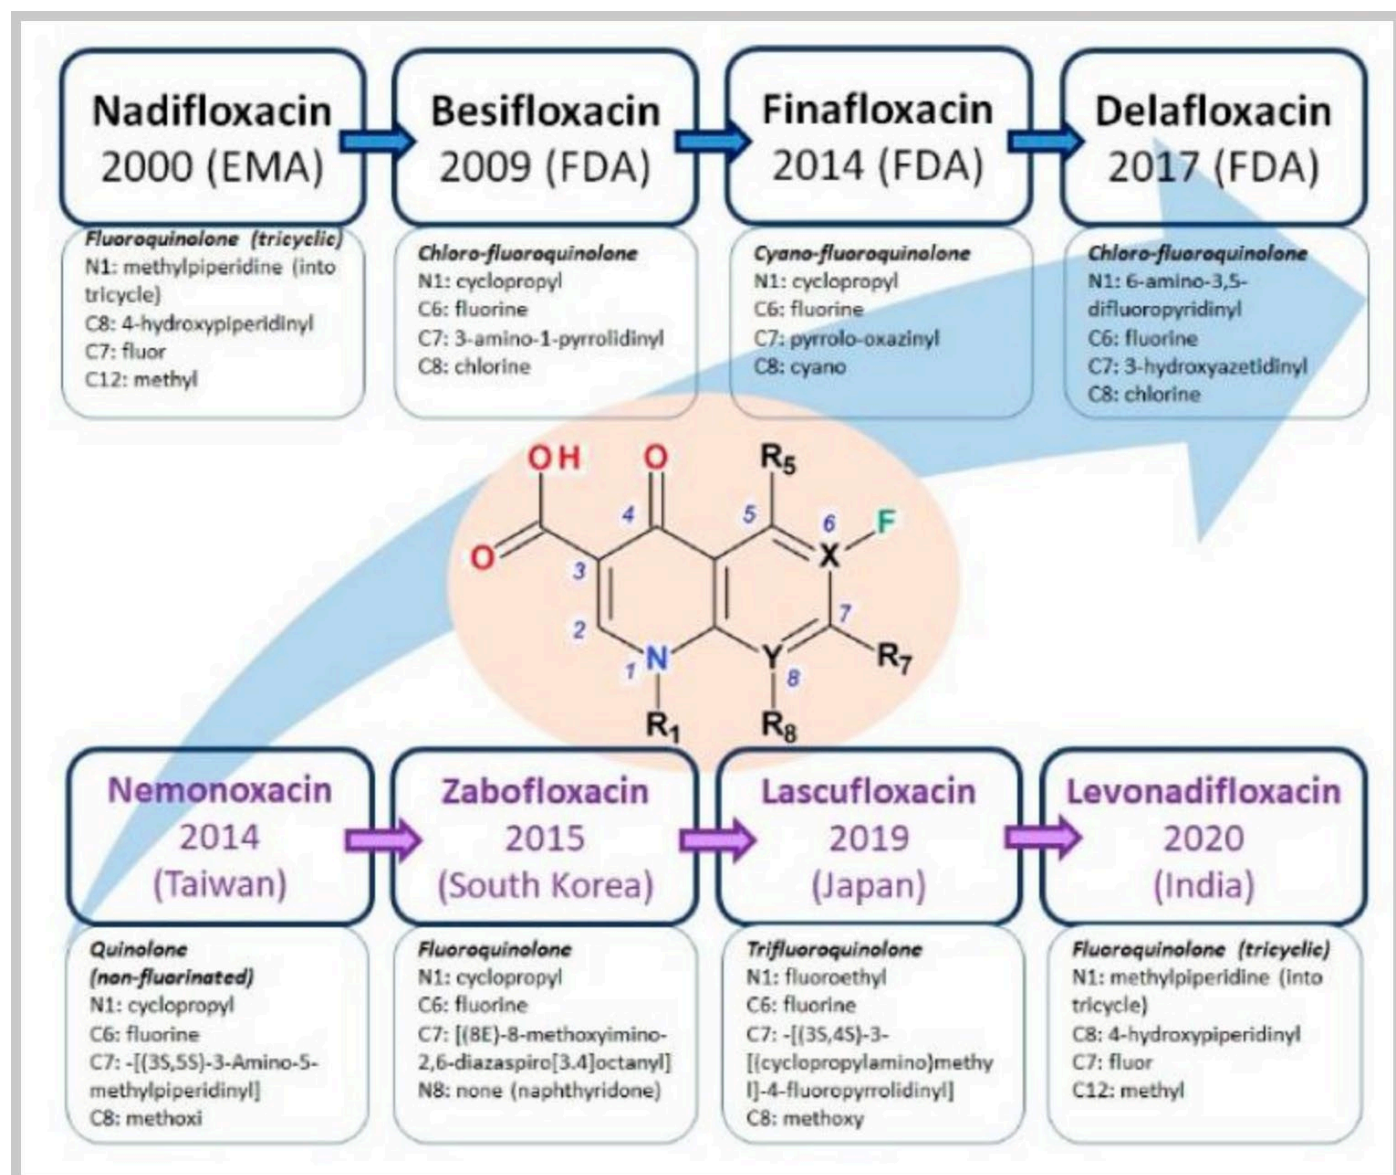 Nadifloxacin
2000 (EMA)
Fluoroquinolone (tricyclic)
N1: methylpiperidine (into
tricycle)
C8: 4-hydroxypiperidinyl
C7: fluor
C12: methyl
Besifloxacin
2009 (FDA)
Chloro-fluoroquinolone
N1: cyclopropyl
C6: fluorine
C7: 3-amino-1-pyrrolidinyl
C8: chlorine
Finafloxacin
2014 (FDA)
Cyano-fluoroquinolone
N1: cyclopropyl
C6: fluorine
C7: pyrrolo-oxazinyl
C8: cyano
Delafloxacin
2017 (FDA)
Chloro-fluoroquinolone
N1: 6-amino-3,5-
difluoropyridinyl
C6: fluorine
C7: 3-hydroxyazetidinyl
C8: chlorine
OH
O
R5
4
5
6
F
O
3
X
2
7
1
N
Y
8
R7
R1
R8
Nemonoxacin
2014
(Taiwan)
Quinolone
(non-fluorinated)
N1: cyclopropyl
C6: fluorine
C7: -[(3S,5S)-3-Amino-5-
methylpiperidinyl]
C8: methoxi
Zabofloxacin
2015
(South Korea)
Fluoroquinolone
N1: cyclopropyl
C6: fluorine
C7: [(8E)-8-methoxyimino-
2,6-diazaspiro[3.4]octanyl]
N8: none (naphthyridone)
Lascufloxacin
2019
(Japan)
Trifluoroquinolone
N1: fluoroethyl
C6: fluorine
C7: -[(3S,4S)-3-
[(cyclopropylamino)methy
l]-4-fluoropyrrolidinyl]
C8: methoxy
Levonadifloxacin
2020
(India)
Fluoroquinolone (tricyclic)
N1: methylpiperidine (into
tricycle)
C8: 4-hydroxypiperidinyl
C7: fluor
C12: methyl